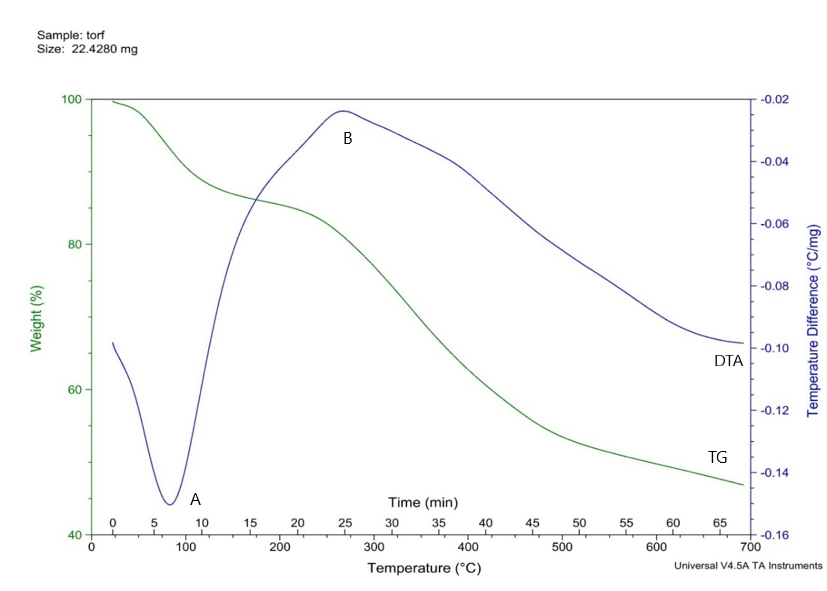 Sample: torf
Size: 22.4280 mg
100
80
60
40
Weight (%)
-0.02
-0.04
-0.06
-0.08
-0.10
-0.12
-0.14
-0.16
Temperature Difference (°C/mg)
B
A
DTA
TG
Time (min)
0 5 10 15 20 25 30 35 40 45 50 55 60 65
0 100 200 300 400 500 600 700
Temperature (°C)
Universal V4.5A TA Instruments